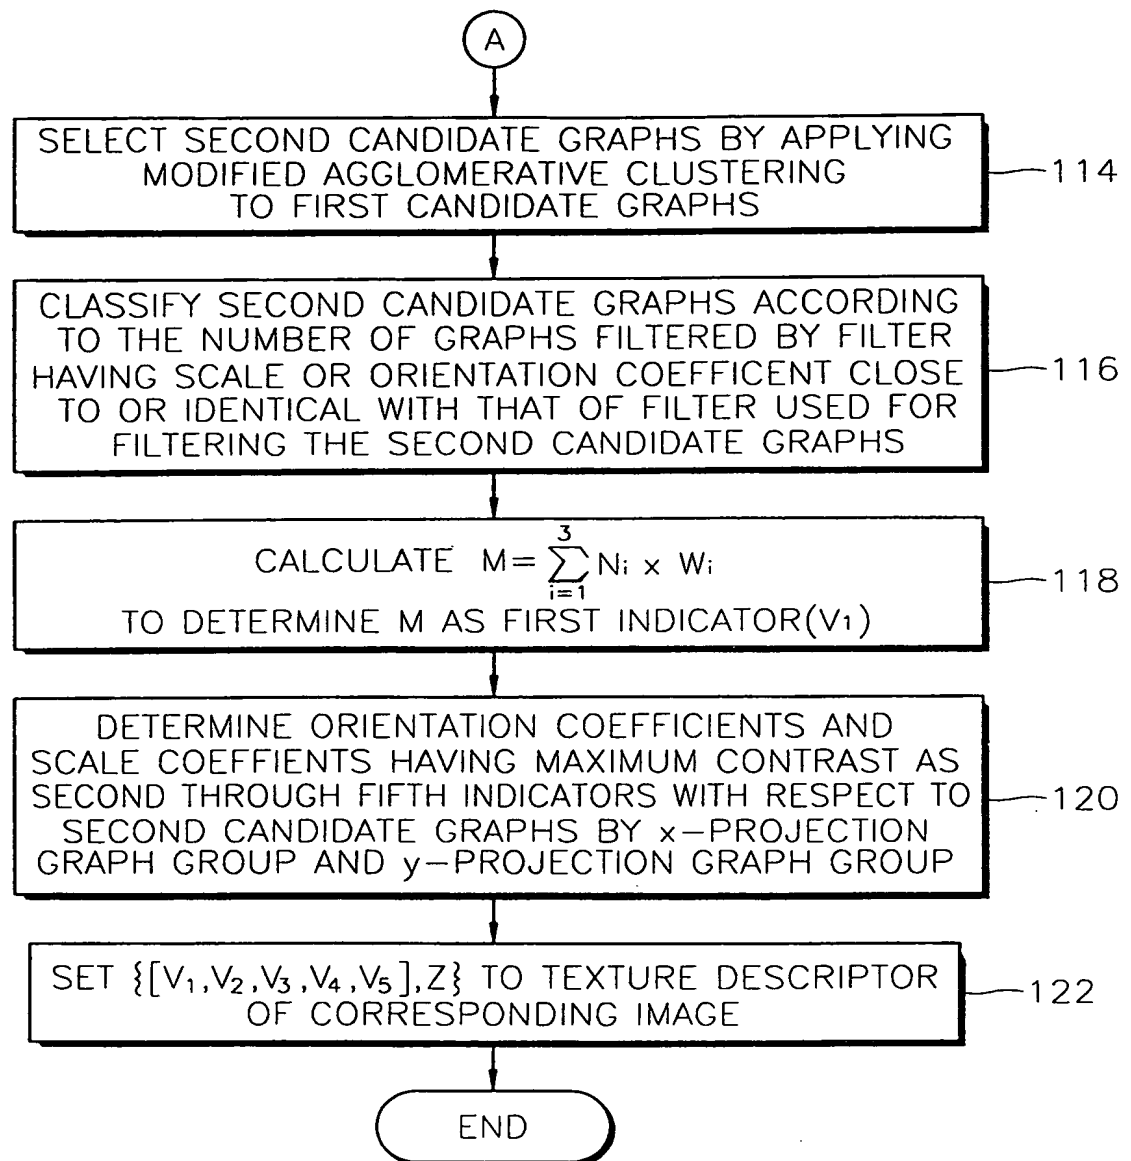 A
SELECT SECOND CANDIDATE GRAPHS BY APPLYING
MODIFIED AGGLOMERATIVE CLUSTERING
TO FIRST CANDIDATE GRAPHS
114
CLASSIFY SECOND CANDIDATE GRAPHS ACCORDING
TO THE NUMBER OF GRAPHS FILTERED BY FILTER
HAVING SCALE OR ORIENTATION COEFFICENT CLOSE
TO OR IDENTICAL WITH THAT OF FILTER USED FOR
FILTERING THE SECOND CANDIDATE GRAPHS
116
CALCULATE M=∑_{i=1}^{3} Nᵢ x Wᵢ
TO DETERMINE M AS FIRST INDICATOR(V₁)
118
DETERMINE ORIENTATION COEFFICIENTS AND
SCALE COEFFIENTS HAVING MAXIMUM CONTRAST AS
SECOND THROUGH FIFTH INDICATORS WITH RESPECT TO
SECOND CANDIDATE GRAPHS BY x-PROJECTION
GRAPH GROUP AND y-PROJECTION GRAPH GROUP
120
SET {[V₁,V₂,V₃,V₄,V₅],Z} TO TEXTURE DESCRIPTOR
OF CORRESPONDING IMAGE
122
END